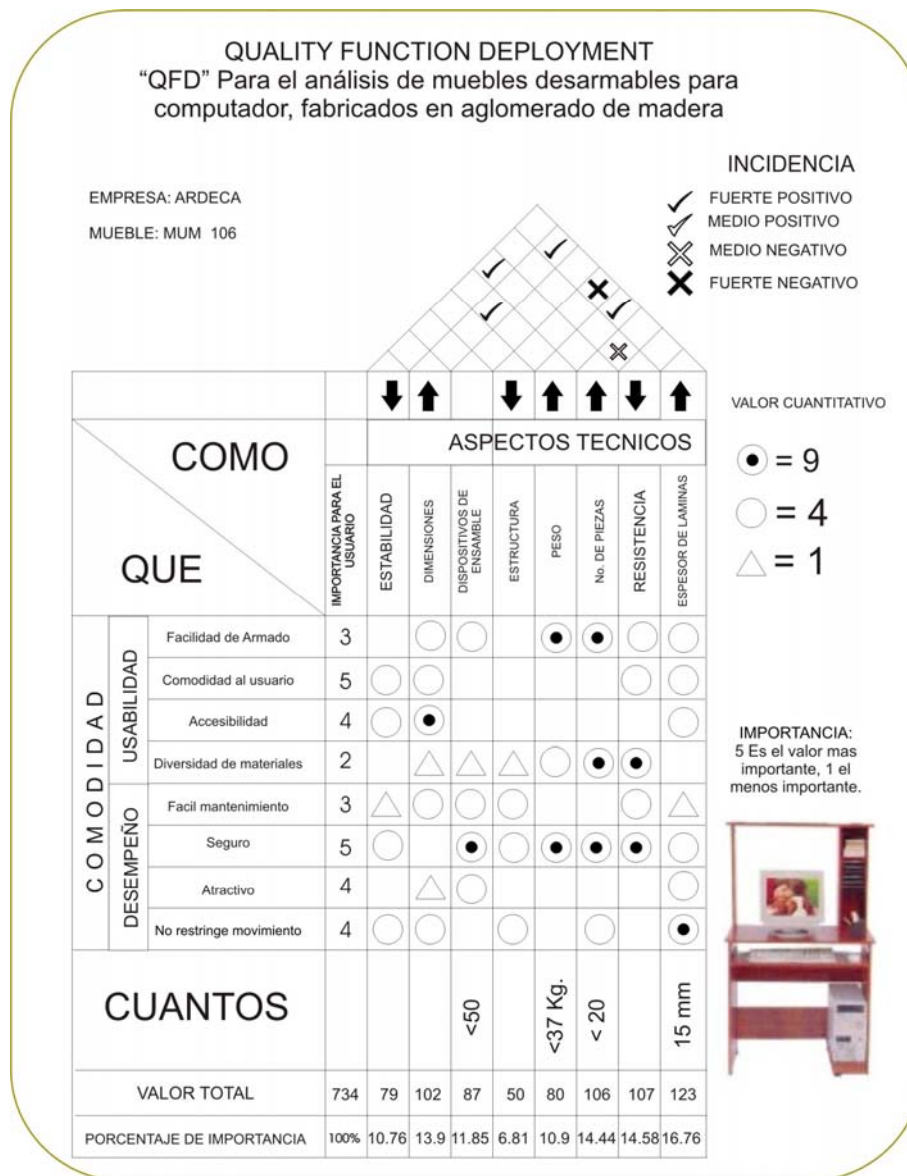 QUALITY FUNCTION DEPLOYMENT
“QFD” Para el análisis de muebles desarmables para
computador, fabricados en aglomerado de madera
INCIDENCIA
EMPRESA: ARDECA
MUEBLE: MUM 106
FUERTE POSITIVO
MEDIO POSITIVO
MEDIO NEGATIVO
FUERTE NEGATIVO
VALOR CUANTITATIVO
= 9
= 4
= 1
COMO
QUE
ASPECTOS TECNICOS
IMPORTANCIA PARA EL
USUARIO
ESTABILIDAD
DIMENSIONES
DISPOSITIVOS DE
ENSAMBLE
ESTRUCTURA
PESO
No. DE PIEZAS
RESISTENCIA
ESPESOR DE LAMINAS
COMODIDAD
USABILIDAD
Facilidad de Armado 3
Comodidad al usuario 5
Accesibilidad 4
Diversidad de materiales 2
DESEMPEÑO
Facil mantenimiento 3
Seguro 5
Atractivo 4
No restringe movimiento 4
IMPORTANCIA:
5 Es el valor mas
importante, 1 el
menos importante.
CUANTOS <50 <37 Kg. < 20 15 mm
VALOR TOTAL 734 79 102 87 50 80 106 107 123
PORCENTAJE DE IMPORTANCIA 100% 10.76 13.9 11.85 6.81 10.9 14.44 14.58 16.76